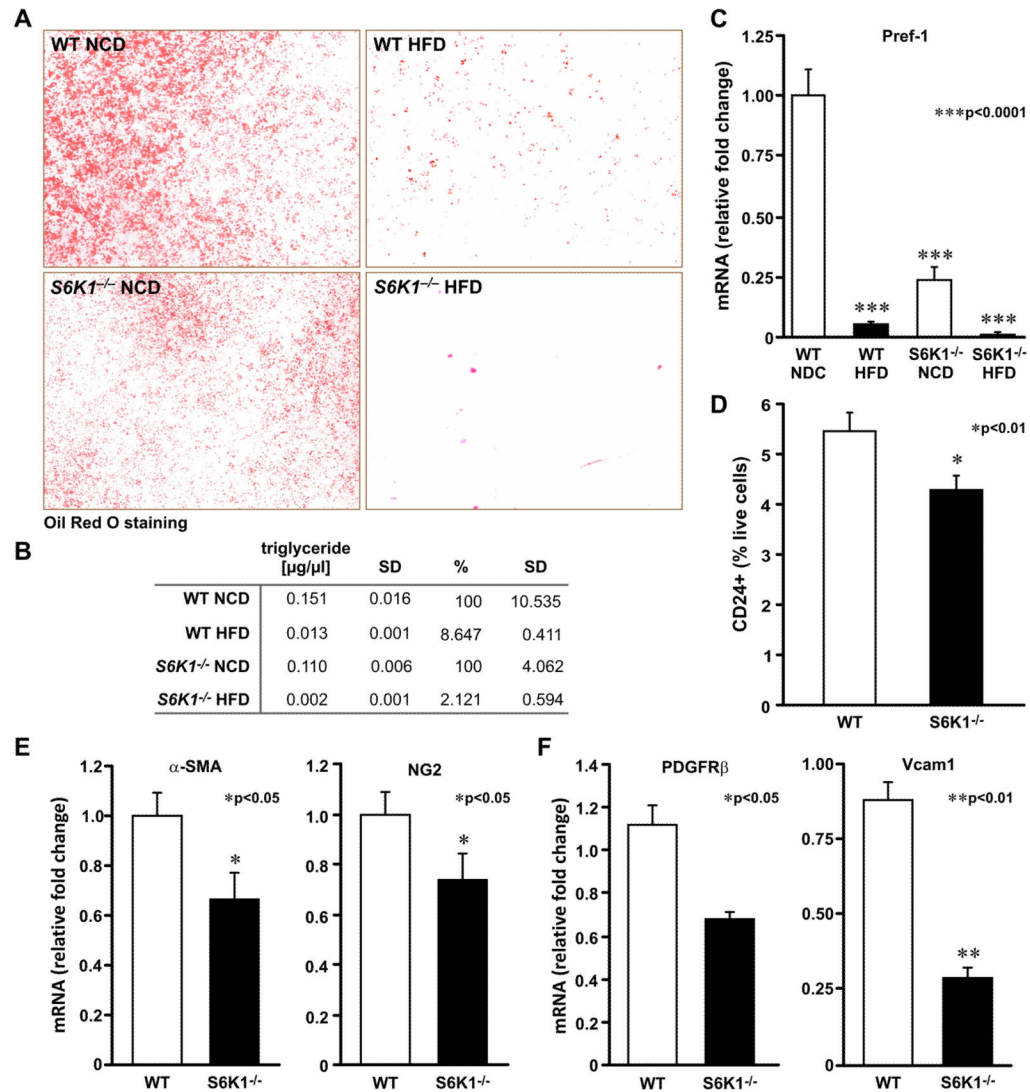 A
WT NCD
WT HFD
S6K1–/– NCD
S6K1–/– HFD
Oil Red O staining
B
triglyceride [µg/µl] SD % SD
WT NCD 0.151 0.016 100 10.535
WT HFD 0.013 0.001 8.647 0.411
S6K1-/- NCD 0.110 0.006 100 4.062
S6K1-/- HFD 0.002 0.001 2.121 0.594
C
Pref-1
***p<0.0001
mRNA (relative fold change)
1.25
1.00
0.75
0.50
0.25
0
***
***
***
WT NDC
WT HFD
S6K1-/- NCD
S6K1-/- HFD
D
*p<0.01
CD24+ (% live cells)
6
5
4
3
2
1
0
*
WT
S6K1-/-
E
α-SMA
*p<0.05
mRNA (relative fold change)
1.2
1.0
0.8
0.6
0.4
0.2
0
*
WT
S6K1-/-
NG2
*p<0.05
1.2
1.0
0.8
0.6
0.4
0.2
0
*
WT
S6K1-/-
F
PDGFRβ
*p<0.05
mRNA (relative fold change)
1.4
1.2
1.0
0.8
0.6
0.4
0.2
0
WT
S6K1-/-
Vcam1
**p<0.01
1.00
0.75
0.50
0.25
0
**
WT
S6K1-/-